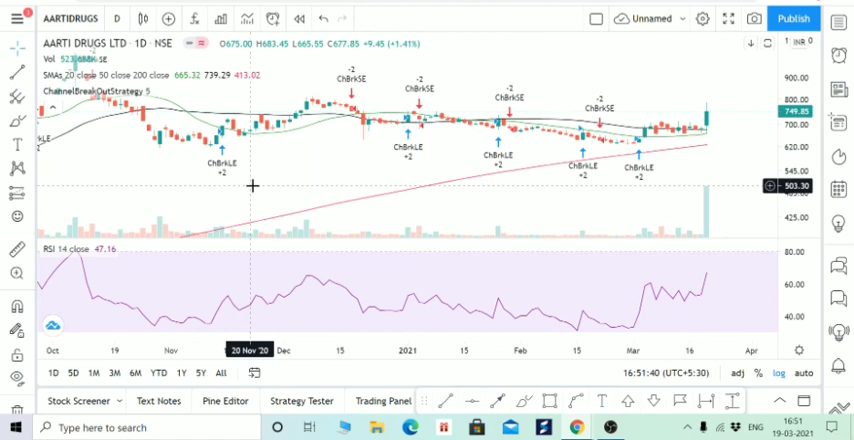 AARTIDRUGS D Unnamed Publish
AARTI DRUGS LTD · 1D · NSE O675.00 H683.45 L665.55 C677.85 +9.45 (+1.41%) INR
Vol
SMAs 20 close 50 close 200 close 665.32 739.29 413.02
ChannelBreakOutStrategy 5
900.00
800.00
749.85
700.00
620.00
545.00
503.30
425.00
-2
ChBrkSE
-2
ChBrkSE
-2
ChBrkSE
-2
ChBrkSE
ChBrkLE
+2
ChBrkLE
+2
ChBrkLE
+2
ChBrkLE
+2
ChBrkLE
+2
RSI 14 close 47.16
80.00
60.00
40.00
Oct 19 Nov 20 Nov '20 Dec 15 2021 15 Feb 15 Mar 16 Apr
1D 5D 1M 3M 6M YTD 1Y 5Y All 16:51:40 (UTC+5:30) adj % log auto
Stock Screener Text Notes Pine Editor Strategy Tester Trading Panel
Type here to search ENG 16:51
19-03-2021